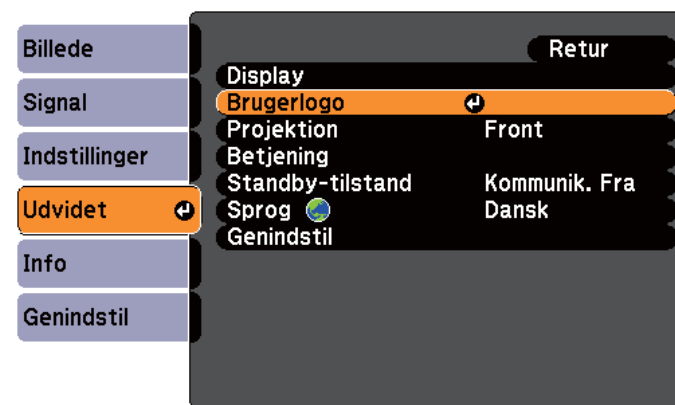 Billede
Signal
Indstillinger
Udvidet
Info
Genindstil
Retur
Display
Brugerlogo
Projektion Front
Betjening
Standby-tilstand Kommunik. Fra
Sprog Dansk
Genindstil